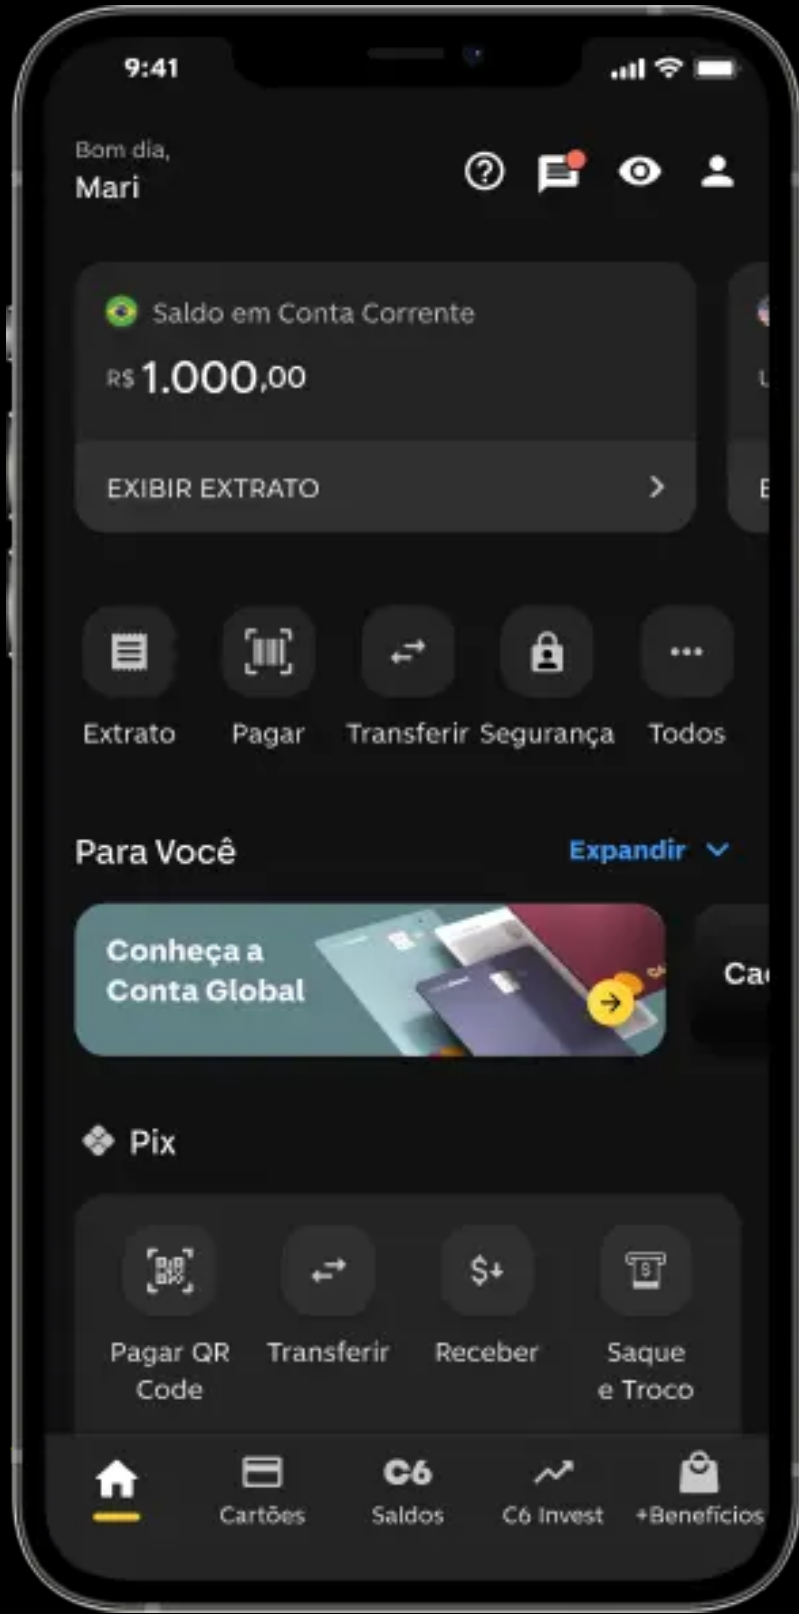 9:41
Bom dia,
Mari
Saldo em Conta Corrente
R$ 1.000,00
EXIBIR EXTRATO
Extrato
Pagar
Transferir
Segurança
Todos
Para Você
Expandir
Conheça a
Conta Global
Pix
Pagar QR
Code
Transferir
Receber
Saque
e Troco
Cartões
C6
Saldos
C6 Invest
+Benefícios